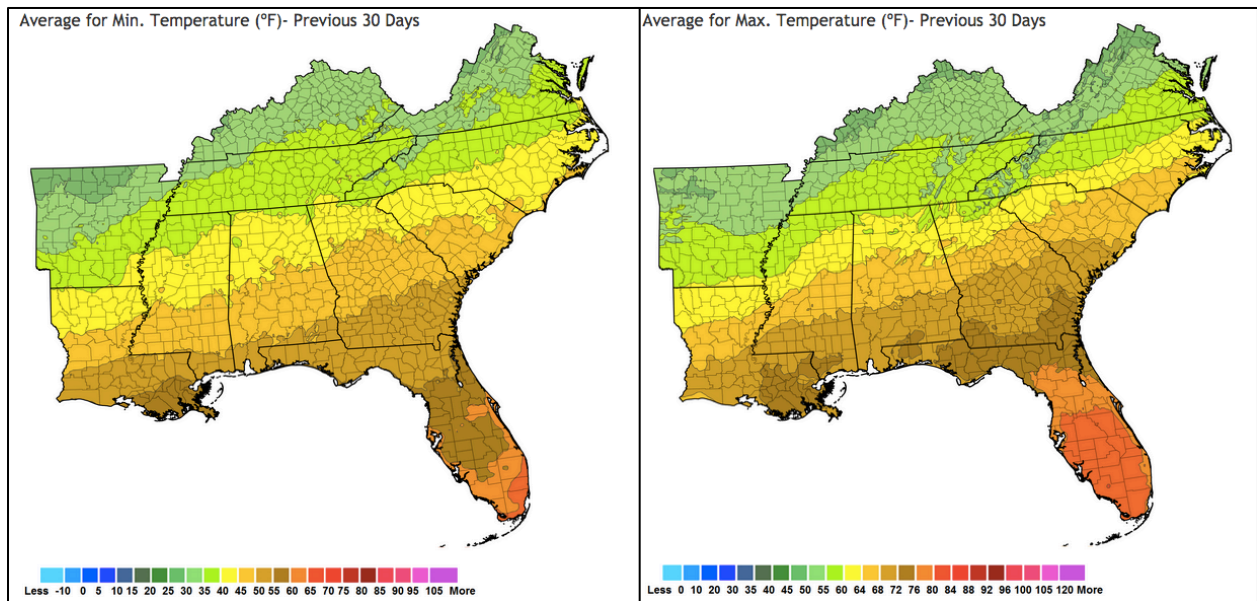 Average for Min. Temperature (ºF)- Previous 30 Days
Less -10 0 5 10 15 20 25 30 35 40 45 50 55 60 65 70 75 80 85 90 95 105 More
Average for Max. Temperature (ºF)- Previous 30 Days
Less 0 10 20 30 35 40 45 50 55 60 64 68 72 76 80 84 88 92 96 100 105 110 120 More